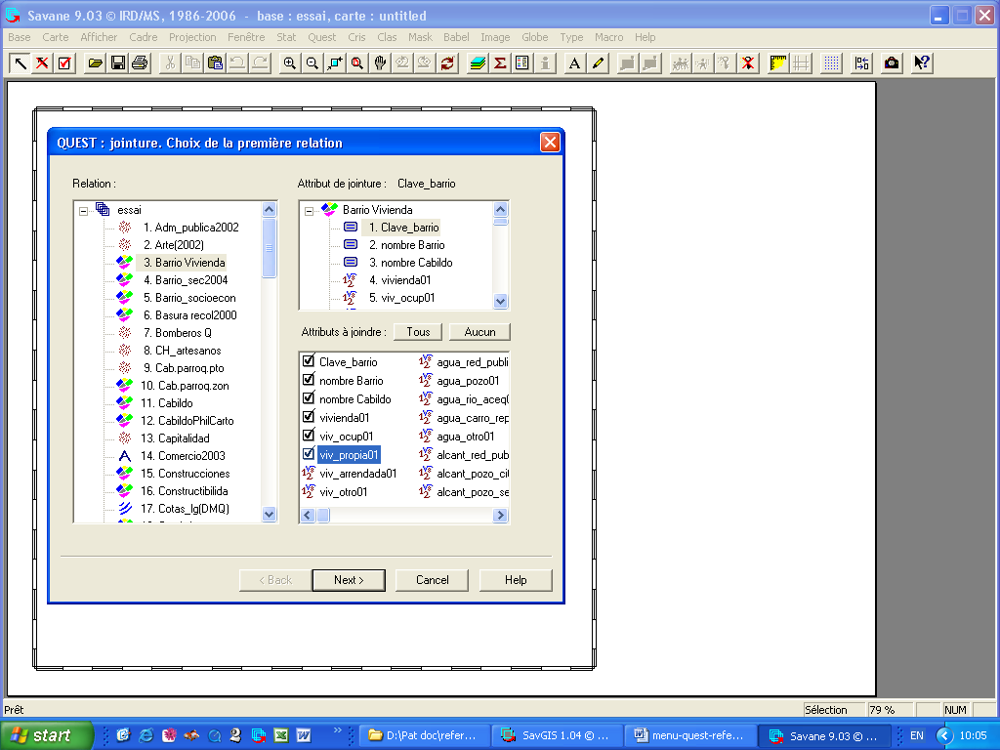 Savane 9.03 © IRD/MS, 1986-2006 - base : essai, carte : untitled
Base Carte Afficher Cadre Projection Fenêtre Stat Quest Cris Clas Mask Babel Image Globe Type Macro Help
QUEST : jointure. Choix de la première relation
Relation :
essai
1. Adm_publica2002
2. Arte(2002)
3. Barrio Vivienda
4. Barrio_sec2004
5. Barrio_socioecon
6. Basura recol2000
7. Bomberos Q
8. CH_artesanos
9. Cab.parroq.pto
10. Cab.parroq.zon
11. Cabildo
12. CabildoPhilCarto
13. Capitalidad
14. Comercio2003
15. Construcciones
16. Constructibilida
17. Cotas_lg(DMQ)
Attribut de jointure : Clave_barrio
Barrio Vivienda
1. Clave_barrio
2. nombre Barrio
3. nombre Cabildo
4. vivienda01
5. viv_ocup01
Attributs à joindre : Tous Aucun
Clave_barrio
nombre Barrio
nombre Cabildo
vivienda01
viv_ocup01
viv_propia01
viv_arrendada01
viv_otro01
agua_red_publi
agua_pozo01
agua_rio_aceq0
agua_carro_rep
agua_otro01
alcant_red_pub
alcant_pozo_ci
alcant_pozo_se
< Back Next > Cancel Help
Prêt Sélection 79 % NUM
start D:\Pat doc\refer... SavGIS 1.04 © ... menu-quest-refe... Savane 9.03 © ... EN 10:05